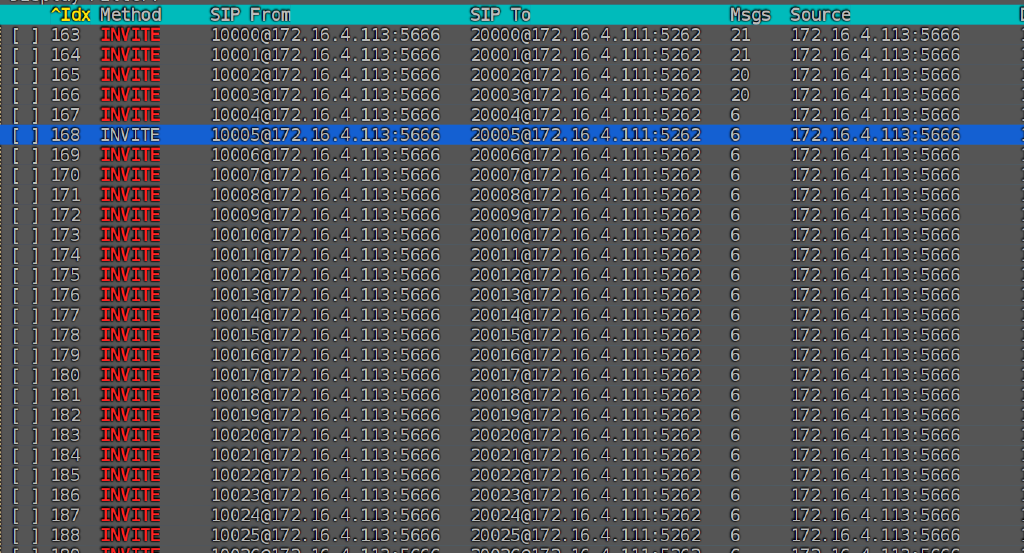 ^Idx Method SIP From SIP To Msgs Source
[ ] 163 INVITE 10000@172.16.4.113:5666 20000@172.16.4.111:5262 21 172.16.4.113:5666
[ ] 164 INVITE 10001@172.16.4.113:5666 20001@172.16.4.111:5262 21 172.16.4.113:5666
[ ] 165 INVITE 10002@172.16.4.113:5666 20002@172.16.4.111:5262 20 172.16.4.113:5666
[ ] 166 INVITE 10003@172.16.4.113:5666 20003@172.16.4.111:5262 20 172.16.4.113:5666
[ ] 167 INVITE 10004@172.16.4.113:5666 20004@172.16.4.111:5262 6 172.16.4.113:5666
[ ] 168 INVITE 10005@172.16.4.113:5666 20005@172.16.4.111:5262 6 172.16.4.113:5666
[ ] 169 INVITE 10006@172.16.4.113:5666 20006@172.16.4.111:5262 6 172.16.4.113:5666
[ ] 170 INVITE 10007@172.16.4.113:5666 20007@172.16.4.111:5262 6 172.16.4.113:5666
[ ] 171 INVITE 10008@172.16.4.113:5666 20008@172.16.4.111:5262 6 172.16.4.113:5666
[ ] 172 INVITE 10009@172.16.4.113:5666 20009@172.16.4.111:5262 6 172.16.4.113:5666
[ ] 173 INVITE 10010@172.16.4.113:5666 20010@172.16.4.111:5262 6 172.16.4.113:5666
[ ] 174 INVITE 10011@172.16.4.113:5666 20011@172.16.4.111:5262 6 172.16.4.113:5666
[ ] 175 INVITE 10012@172.16.4.113:5666 20012@172.16.4.111:5262 6 172.16.4.113:5666
[ ] 176 INVITE 10013@172.16.4.113:5666 20013@172.16.4.111:5262 6 172.16.4.113:5666
[ ] 177 INVITE 10014@172.16.4.113:5666 20014@172.16.4.111:5262 6 172.16.4.113:5666
[ ] 178 INVITE 10015@172.16.4.113:5666 20015@172.16.4.111:5262 6 172.16.4.113:5666
[ ] 179 INVITE 10016@172.16.4.113:5666 20016@172.16.4.111:5262 6 172.16.4.113:5666
[ ] 180 INVITE 10017@172.16.4.113:5666 20017@172.16.4.111:5262 6 172.16.4.113:5666
[ ] 181 INVITE 10018@172.16.4.113:5666 20018@172.16.4.111:5262 6 172.16.4.113:5666
[ ] 182 INVITE 10019@172.16.4.113:5666 20019@172.16.4.111:5262 6 172.16.4.113:5666
[ ] 183 INVITE 10020@172.16.4.113:5666 20020@172.16.4.111:5262 6 172.16.4.113:5666
[ ] 184 INVITE 10021@172.16.4.113:5666 20021@172.16.4.111:5262 6 172.16.4.113:5666
[ ] 185 INVITE 10022@172.16.4.113:5666 20022@172.16.4.111:5262 6 172.16.4.113:5666
[ ] 186 INVITE 10023@172.16.4.113:5666 20023@172.16.4.111:5262 6 172.16.4.113:5666
[ ] 187 INVITE 10024@172.16.4.113:5666 20024@172.16.4.111:5262 6 172.16.4.113:5666
[ ] 188 INVITE 10025@172.16.4.113:5666 20025@172.16.4.111:5262 6 172.16.4.113:5666